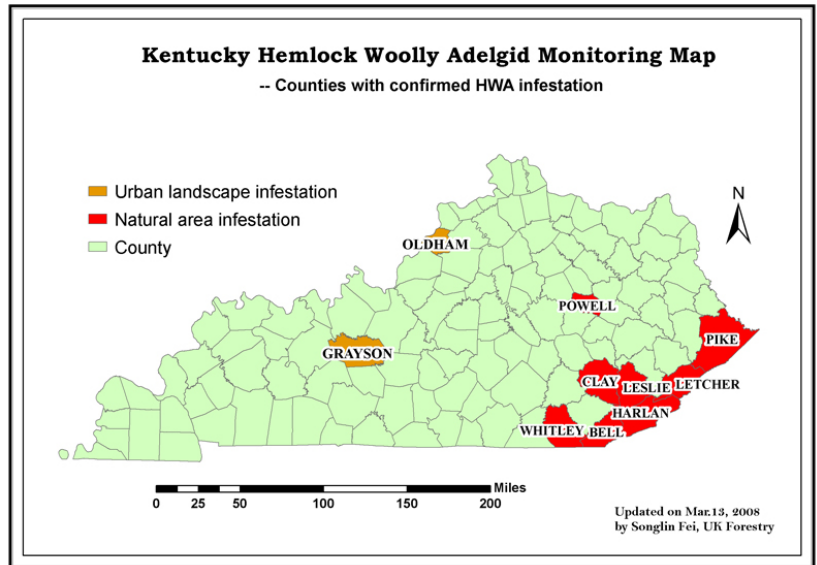 Kentucky Hemlock Woolly Adelgid Monitoring Map
-- Counties with confirmed HWA infestation
Urban landscape infestation
Natural area infestation
County
N
OLDHAM
POWELL
GRAYSON
PIKE
CLAY
LESLIE
LETCHER
HARLAN
WHITLEY
BELL
Miles
0 25 50 100 150 200
Updated on Mar.13, 2008
by Songlin Fei, UK Forestry